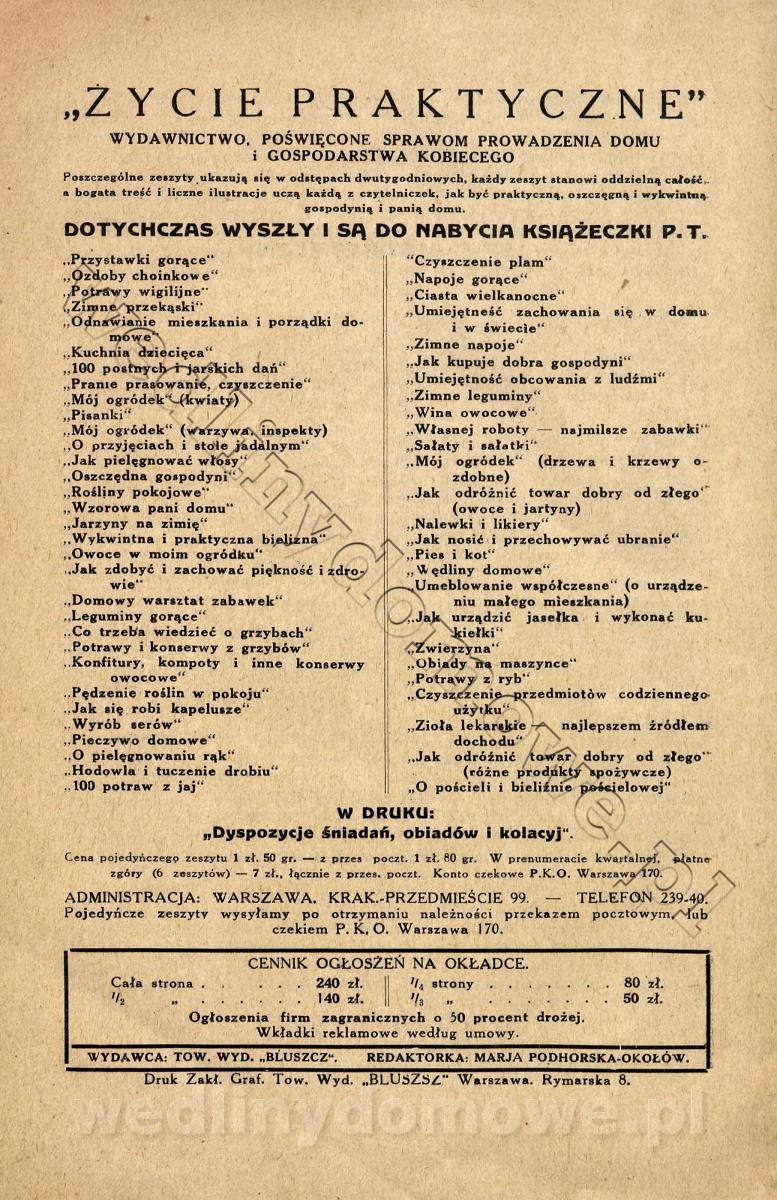 „ŻYCIE PRAKTYCZNE”
WYDAWNICTWO, POŚWIĘCONE SPRAWOM PROWADZENIA DOMU
i GOSPODARSTWA KOBIECEGO
Poszczególne zeszyty ukazują się w odstępach dwutygodniowych, każdy zeszyt stanowi oddzielną całość,
a bogata treść i liczne ilustracje uczą każdą z czytelniczek, jak być praktyczną, oszczęgną i wykwintną
gospodynią i panią domu.
DOTYCHCZAS WYSZŁY I SĄ DO NABYCIA KSIĄŻECZKI P. T.
„Przystawki gorące“
„Ozdoby choinkowe“
„Potrawy wigilijne“
„Zimne przekąski“
„Odnawianie mieszkania i porządki do-
mowe“
„Kuchnia dziecięca“
„100 postnych i jarskich dań“
„Pranie prasowanie, czyszczenie“
„Mój ogródek“ (kwiaty)
„Pisanki“
„Mój ogródek“ (warzywa, inspekty)
„O przyjęciach i stole jadalnym“
„Jak pielęgnować włosy“
„Oszczędna gospodyni“
„Rośliny pokojowe“
„Wzorowa pani domu“
„Jarzyny na zimię“
„Wykwintna i praktyczna bielizna“
„Owoce w moim ogródku“
„Jak zdobyć i zachować piękność i zdro-
wie“
„Domowy warsztat zabawek“
„Leguminy gorące“
„Co trzeba wiedzieć o grzybach“
„Potrawy i konserwy z grzybów“
„Konfitury, kompoty i inne konserwy
owocowe“
„Pędzenie roślin w pokoju“
„Jak się robi kapelusze“
„Wyrób serów“
„Pieczywo domowe“
„O pielęgnowaniu rąk“
„Hodowla i tuczenie drobiu“
„100 potraw z jaj“
“Czyszczenie plam“
„Napoje gorące“
„Ciasta wielkanocne“
„Umiejętność zachowania się w domu
i w świecie“
„Zimne napoje“
„Jak kupuje dobra gospodyni“
„Umiejętność obcowania z ludźmi“
„Zimne leguminy“
„Wina owocowe“
„Własnej roboty — najmilsze zabawki“
„Sałaty i sałatki“
„Mój ogródek“ (drzewa i krzewy o-
zdobne)
„Jak odróżnić towar dobry od złego“
(owoce i jartyny)
„Nalewki i likiery“
„Jak nosić i przechowywać ubranie“
„Pies i kot“
„Wędliny domowe“
„Umeblowanie współczesne“ (o urządze-
niu małego mieszkania)
„Jak urządzić jasełka i wykonać ku-
kiełki“
„Zwierzyna“
„Obiady na maszynce“
„Potrawy z ryb“
„Czyszczenie przedmiotów codziennego
użytku“
„Zioła lekarskie — najlepszem źródłem
dochodu“
„Jak odróżnić towar dobry od złego“
(różne produkty spożywcze)
„O pościeli i bieliźnie pościelowej“
W DRUKU:
„Dyspozycje śniadań, obiadów i kolacyj“.
Cena pojedyńczego zeszytu 1 zł. 50 gr. — z przes poczt. 1 zł. 80 gr. W prenumeracie kwartalnej, płatne
zgóry (6 zeszytów) — 7 zł., łącznie z przes. poczt. Konto czekowe P.K.O. Warszawa 170.
ADMINISTRACJA: WARSZAWA. KRAK.-PRZEDMIEŚCIE 99. — TELEFON 239-40.
Pojedyńcze zeszyty wysyłamy po otrzymaniu należności przekazem pocztowym, lub
czekiem P. K. O. Warszawa 170.
CENNIK OGŁOSZEŃ NA OKŁADCE.
Cała strona . . . . . . 240 zł.
1/2 „ . . . . . . 140 zł.
1/4 strony . . . . . . . 80 zł.
1/8 „ . . . . . . . 50 zł.
Ogłoszenia firm zagranicznych o 50 procent drożej.
Wkładki reklamowe według umowy.
WYDAWCA: TOW. WYD. „BLUSZCZ“. REDAKTORKA: MARJA PODHORSKA-OKOŁÓW.
Druk Zakł. Graf. Tow. Wyd. „BLUSZSZ“ Warszawa. Rymarska 8.
wedlinydomowe.pl
wedlinydomowe.pl